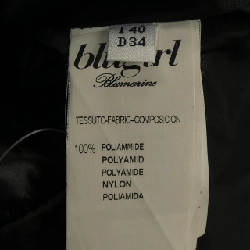 I 40
D 34
blugirl
Blumarine
TESSUTO-FABRIC-COMPOSICION
100% POLIAMMIDE
POLYAMID
POLYAMIDE
NYLON
POLIAMIDA